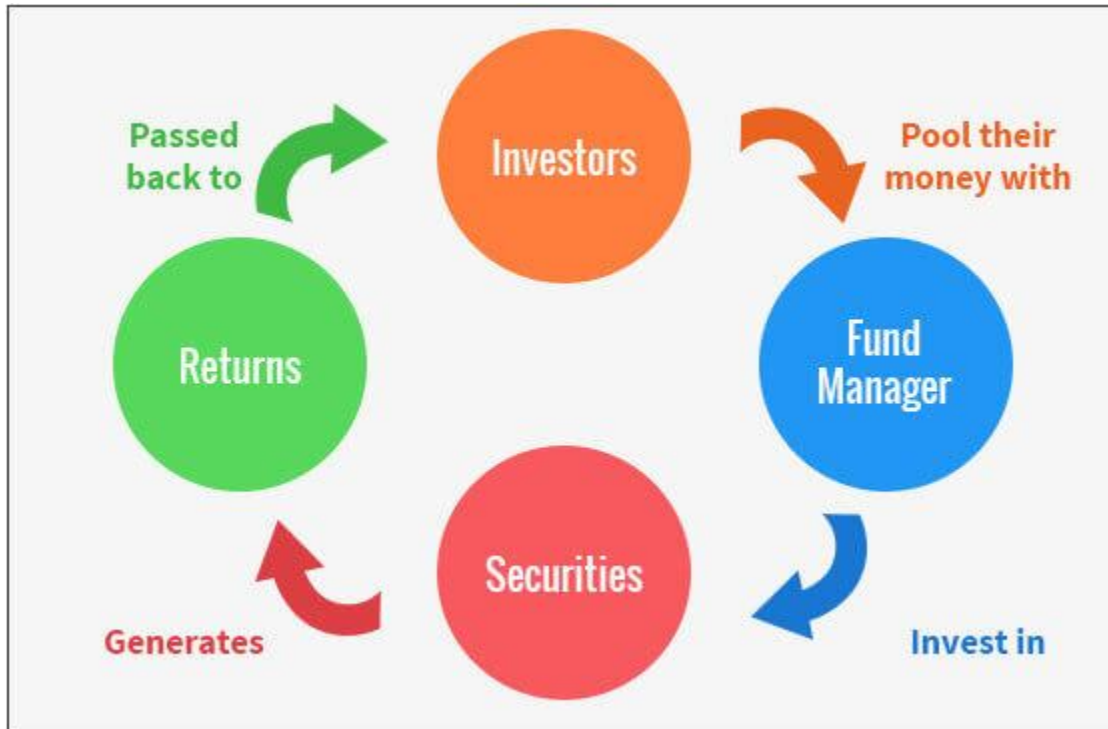 Investors
Pool their
money with
Fund
Manager
Invest in
Securities
Generates
Returns
Passed
back to